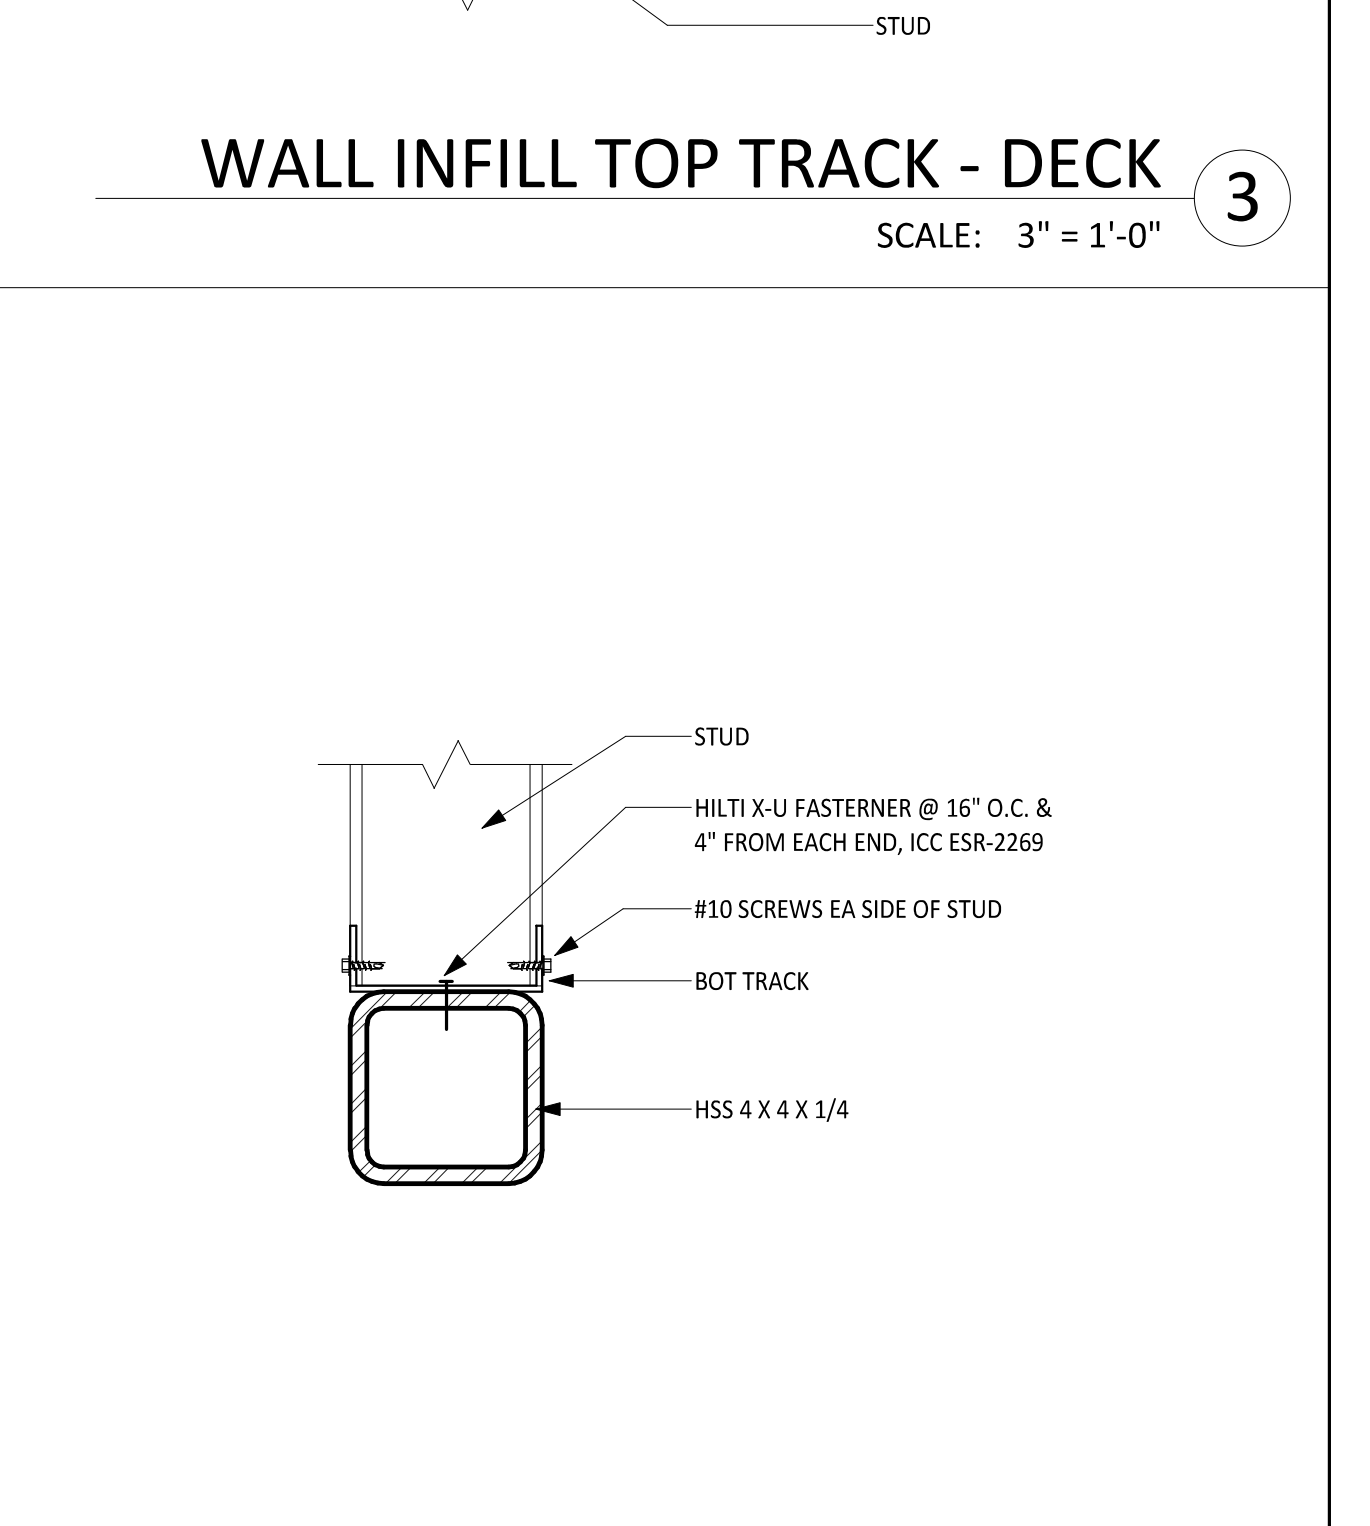 STUD
WALL INFILL TOP TRACK - DECK
3
SCALE: 3" = 1'-0"
STUD
HILTI X-U FASTERNER @ 16" O.C. &
4" FROM EACH END, ICC ESR-2269
#10 SCREWS EA SIDE OF STUD
BOT TRACK
HSS 4 X 4 X 1/4